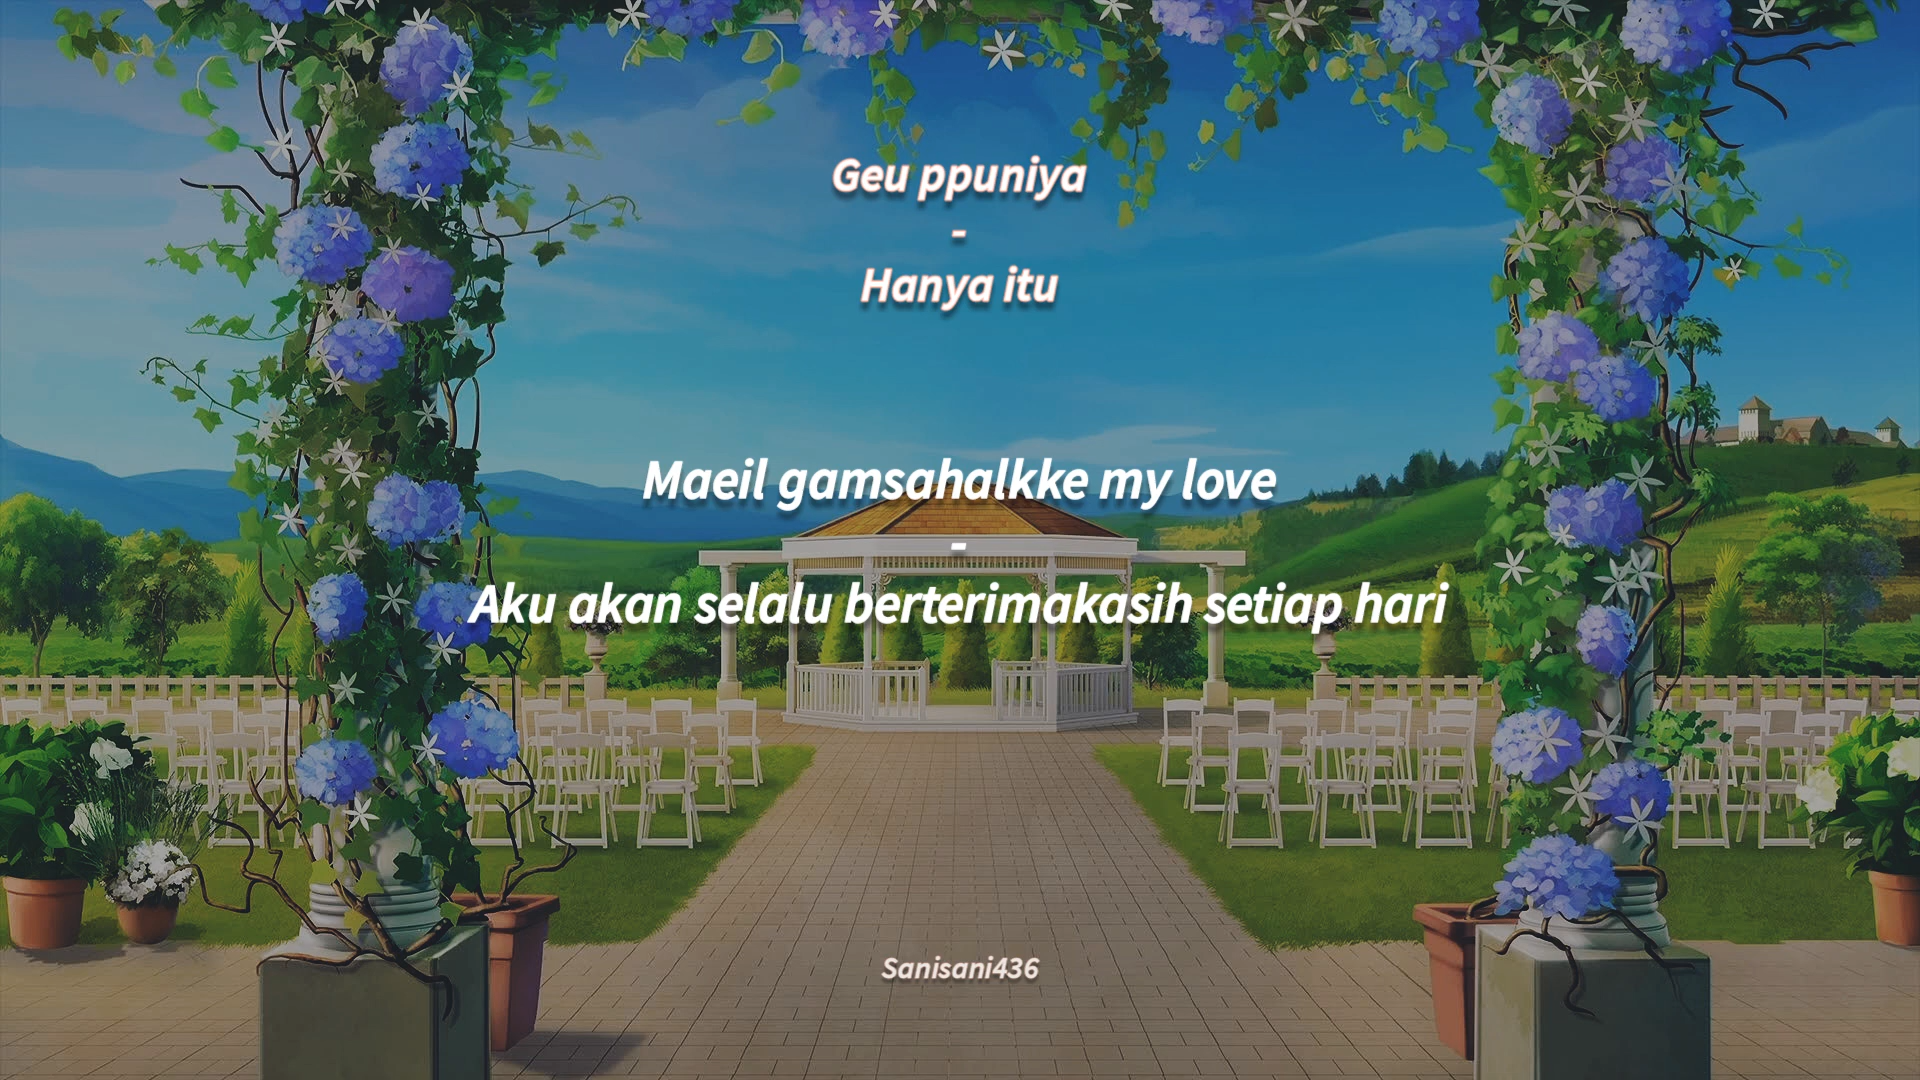 Geu ppuniya
-
Hanya itu
Maeil gamsahalkke my love
-
Aku akan selalu berterimakasih setiap hari
Sanisani436